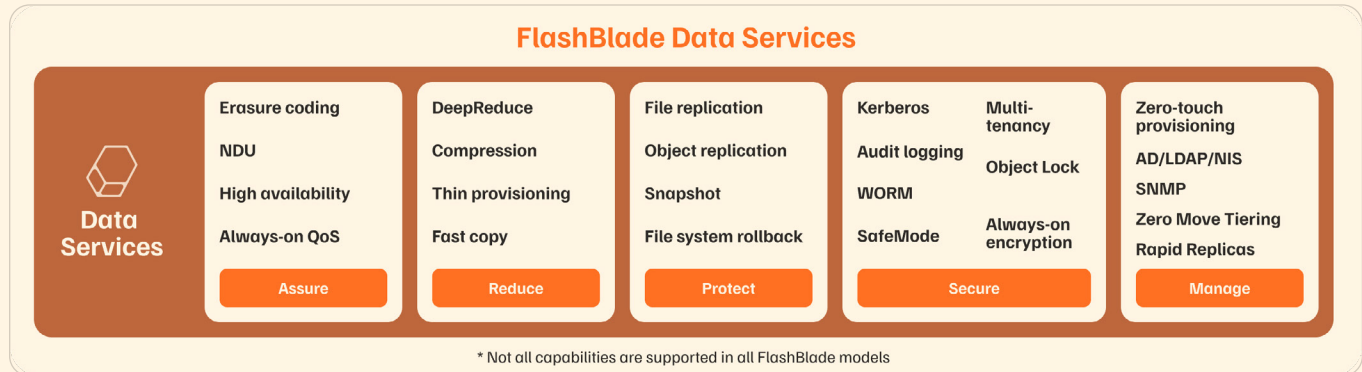 FlashBlade Data Services
Data
Services
Erasure coding
NDU
High availability
Always-on QoS
Assure
DeepReduce
Compression
Thin provisioning
Fast copy
Reduce
File replication
Object replication
Snapshot
File system rollback
Protect
Kerberos
Audit logging
WORM
SafeMode
Multi-
tenancy
Object Lock
Always-on
encryption
Secure
Zero-touch
provisioning
AD/LDAP/NIS
SNMP
Zero Move Tiering
Rapid Replicas
Manage
* Not all capabilities are supported in all FlashBlade models